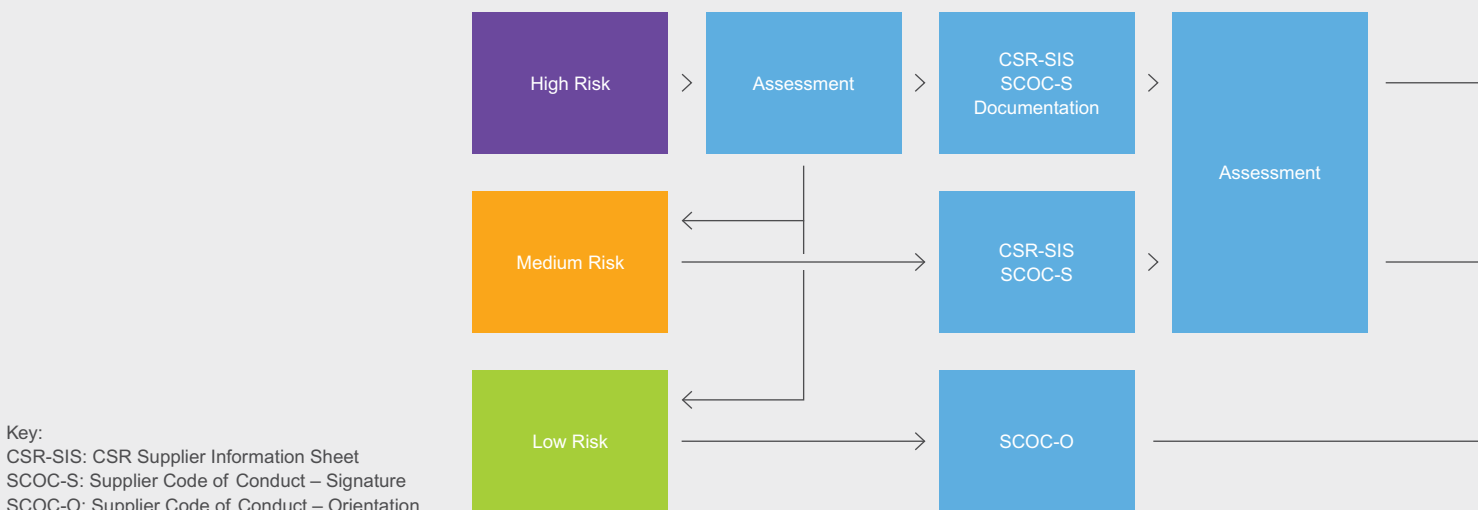 High Risk
Assessment
CSR-SIS
SCOC-S
Documentation
Assessment
Medium Risk
CSR-SIS
SCOC-S
Low Risk
SCOC-O
Key:
CSR-SIS: CSR Supplier Information Sheet
SCOC-S: Supplier Code of Conduct – Signature
SCOC-O: Supplier Code of Conduct – Orientation